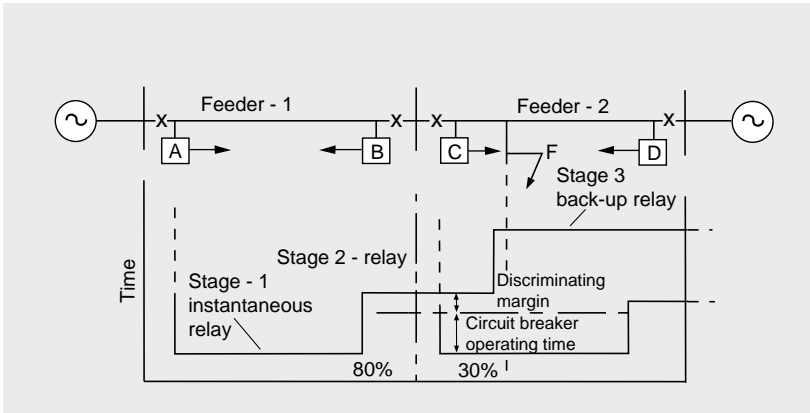 Feeder - 1
Feeder - 2
x
x
x
x
A
B
C
D
F
Stage 3
back-up relay
Stage 2 - relay
Stage - 1
instantaneous
relay
Discriminating
margin
Circuit breaker
operating time
Time
80%
30%